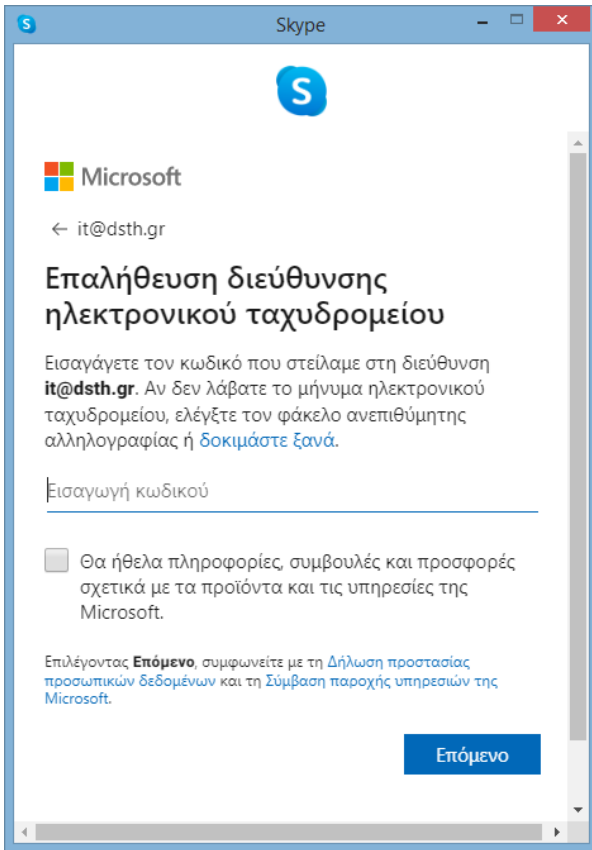 Skype
Microsoft
← it@dsth.gr
Επαλήθευση διεύθυνσης
ηλεκτρονικού ταχυδρομείου
Εισαγάγετε τον κωδικό που στείλαμε στη διεύθυνση
it@dsth.gr. Αν δεν λάβατε το μήνυμα ηλεκτρονικού
ταχυδρομείου, ελέγξτε τον φάκελο ανεπιθύμητης
αλληλογραφίας ή δοκιμάστε ξανά.
Εισαγωγή κωδικού
Θα ήθελα πληροφορίες, συμβουλές και προσφορές
σχετικά με τα προϊόντα και τις υπηρεσίες της
Microsoft.
Επιλέγοντας Επόμενο, συμφωνείτε με τη Δήλωση προστασίας
προσωπικών δεδομένων και τη Σύμβαση παροχής υπηρεσιών της
Microsoft.
Επόμενο